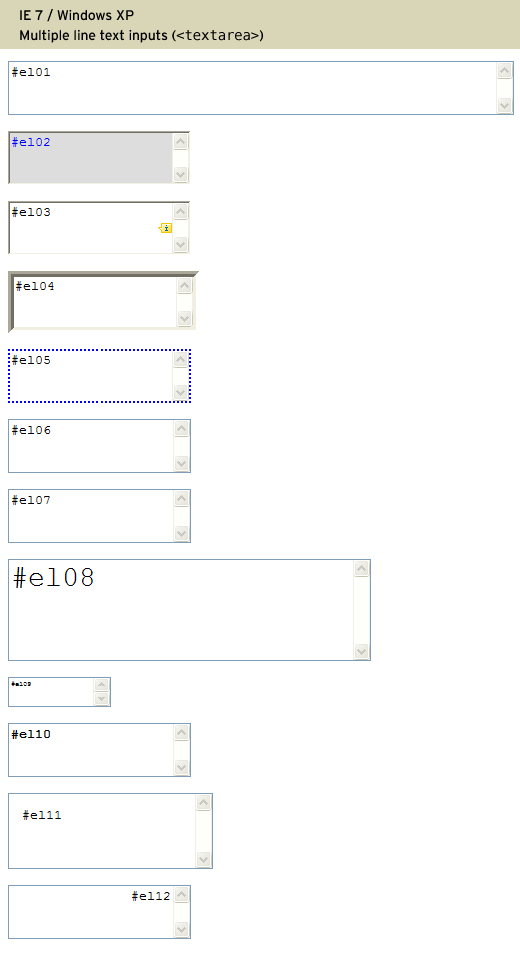 IE 7 / Windows XP
Multiple line text inputs (<textarea>)
#el01
#el02
#el03
#el04
#el05
#el06
#el07
#el08
#el09
#el10
#el11
#el12